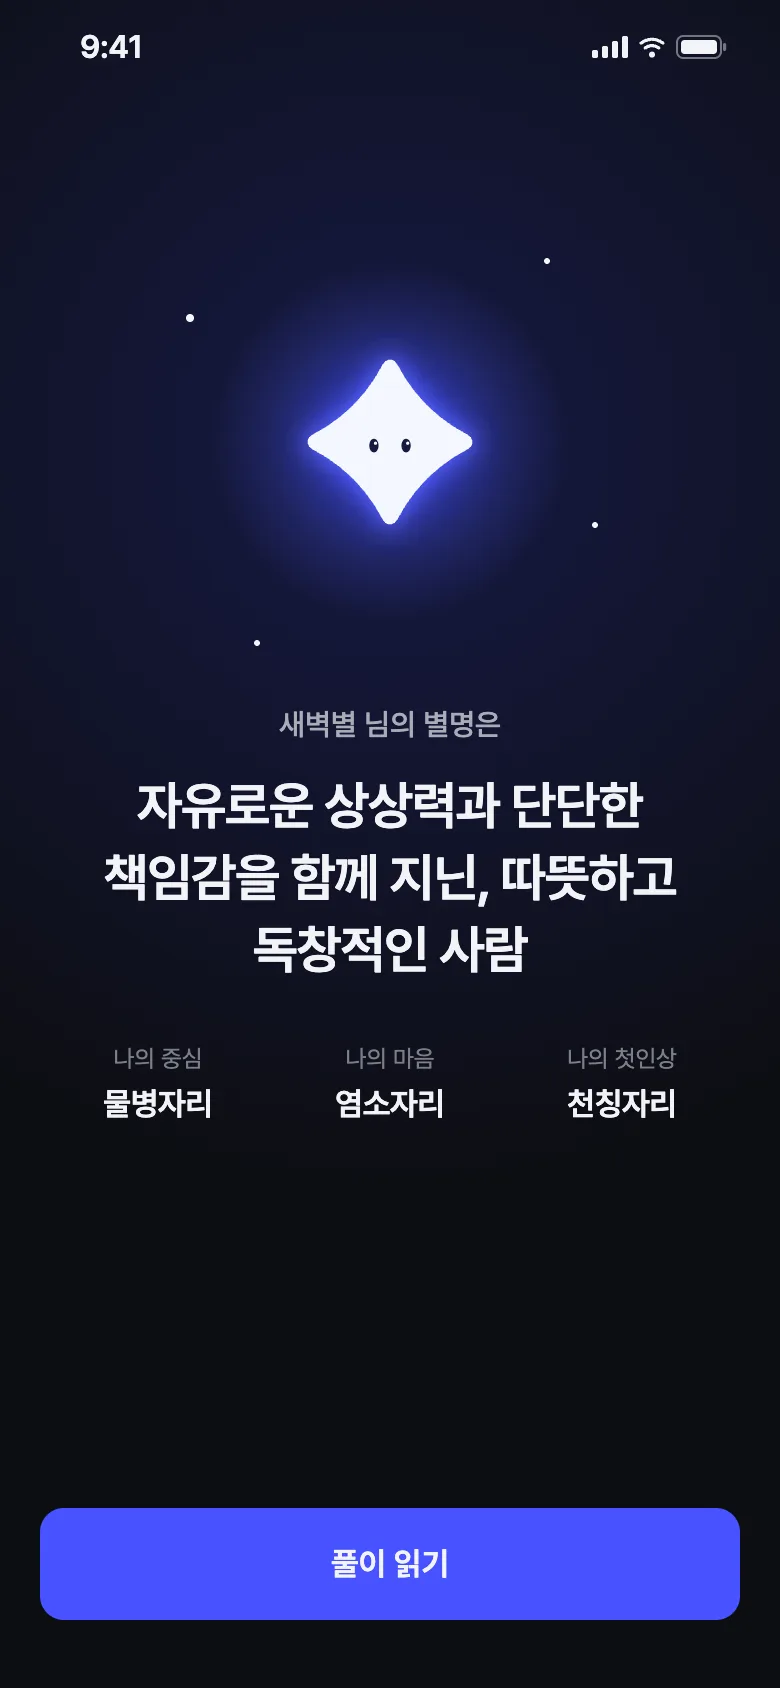 9:41
새벽별 님의 별명은
자유로운 상상력과 단단한
책임감을 함께 지닌, 따뜻하고
독창적인 사람
나의 중심 나의 마음 나의 첫인상
물병자리 염소자리 천칭자리
풀이 읽기